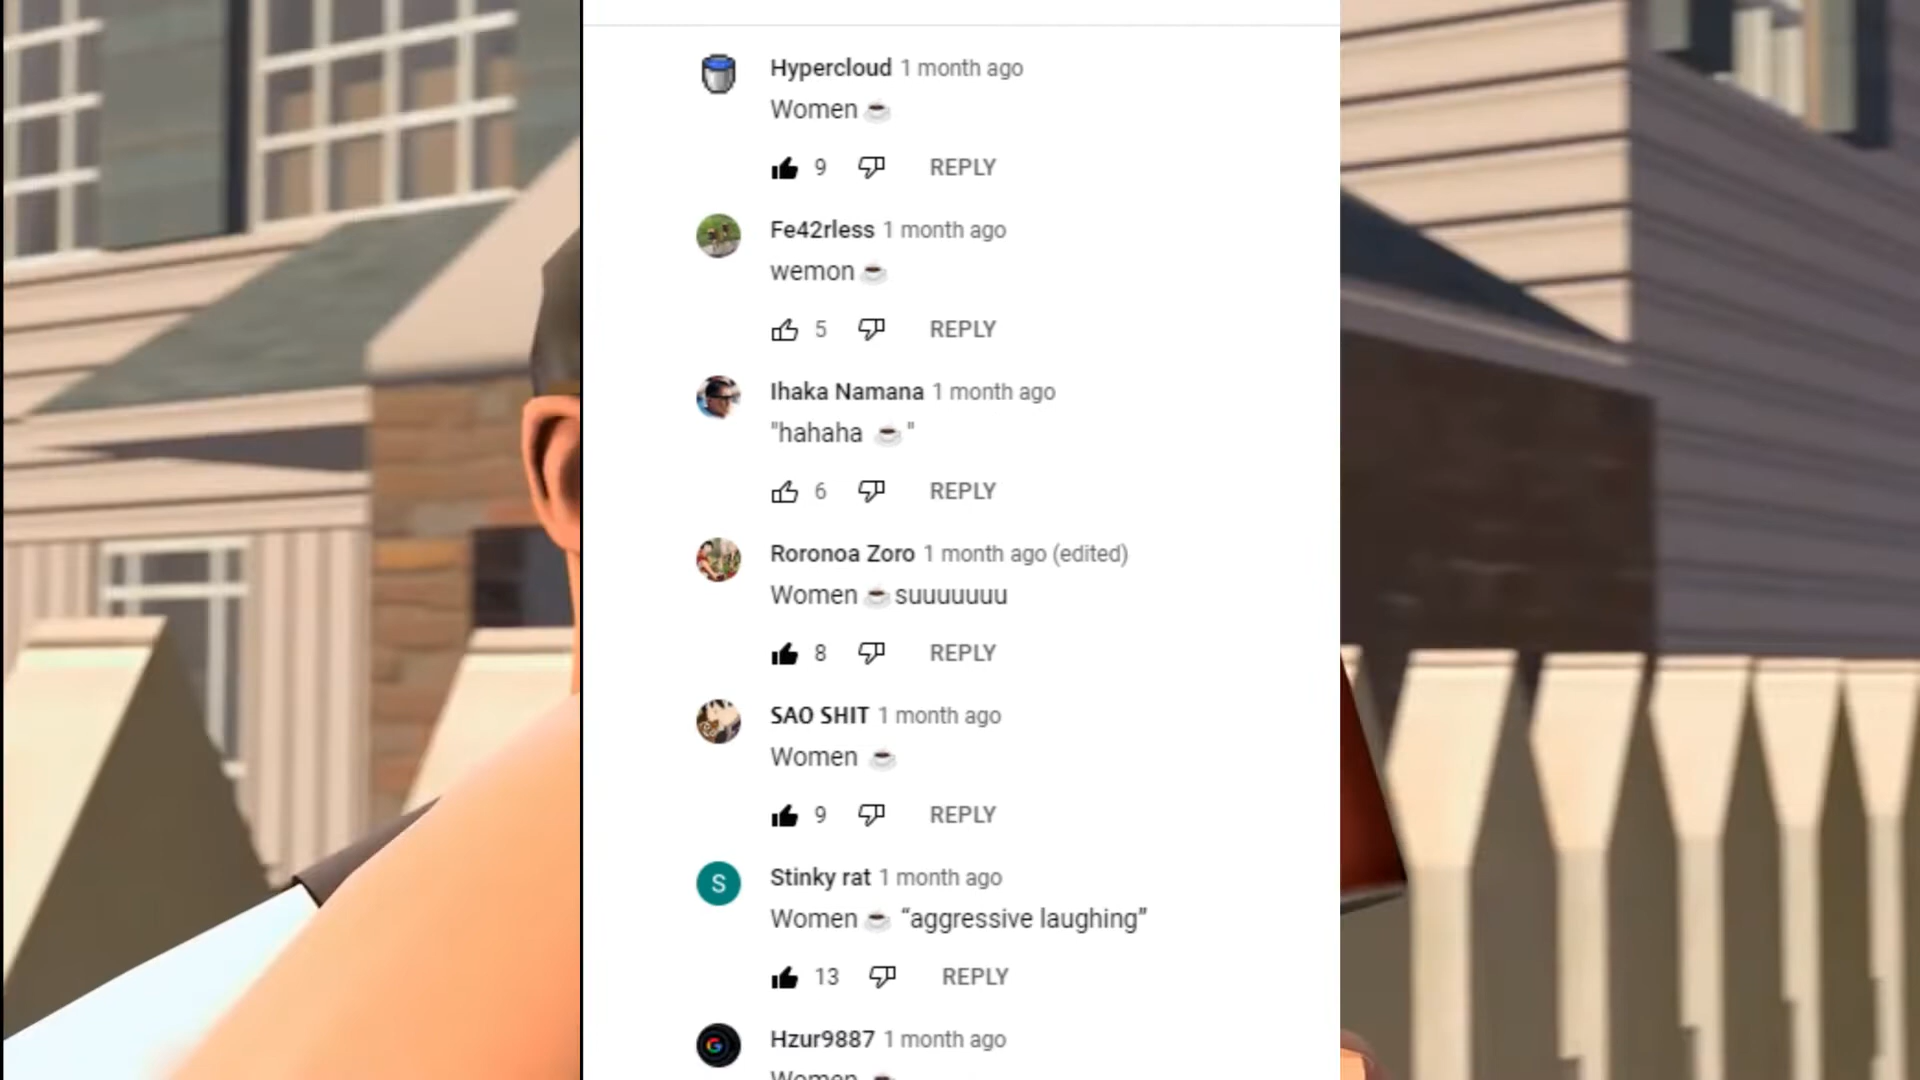 Hypercloud 1 month ago
Women ☕
9 REPLY
Fe42rless 1 month ago
wemon ☕
5 REPLY
Ihaka Namana 1 month ago
"hahaha ☕"
6 REPLY
Roronoa Zoro 1 month ago (edited)
Women ☕suuuuuuu
8 REPLY
SAO SHIT 1 month ago
Women ☕
9 REPLY
S
Stinky rat 1 month ago
Women ☕ “aggressive laughing”
13 REPLY
G
Hzur9887 1 month ago
Women ☕